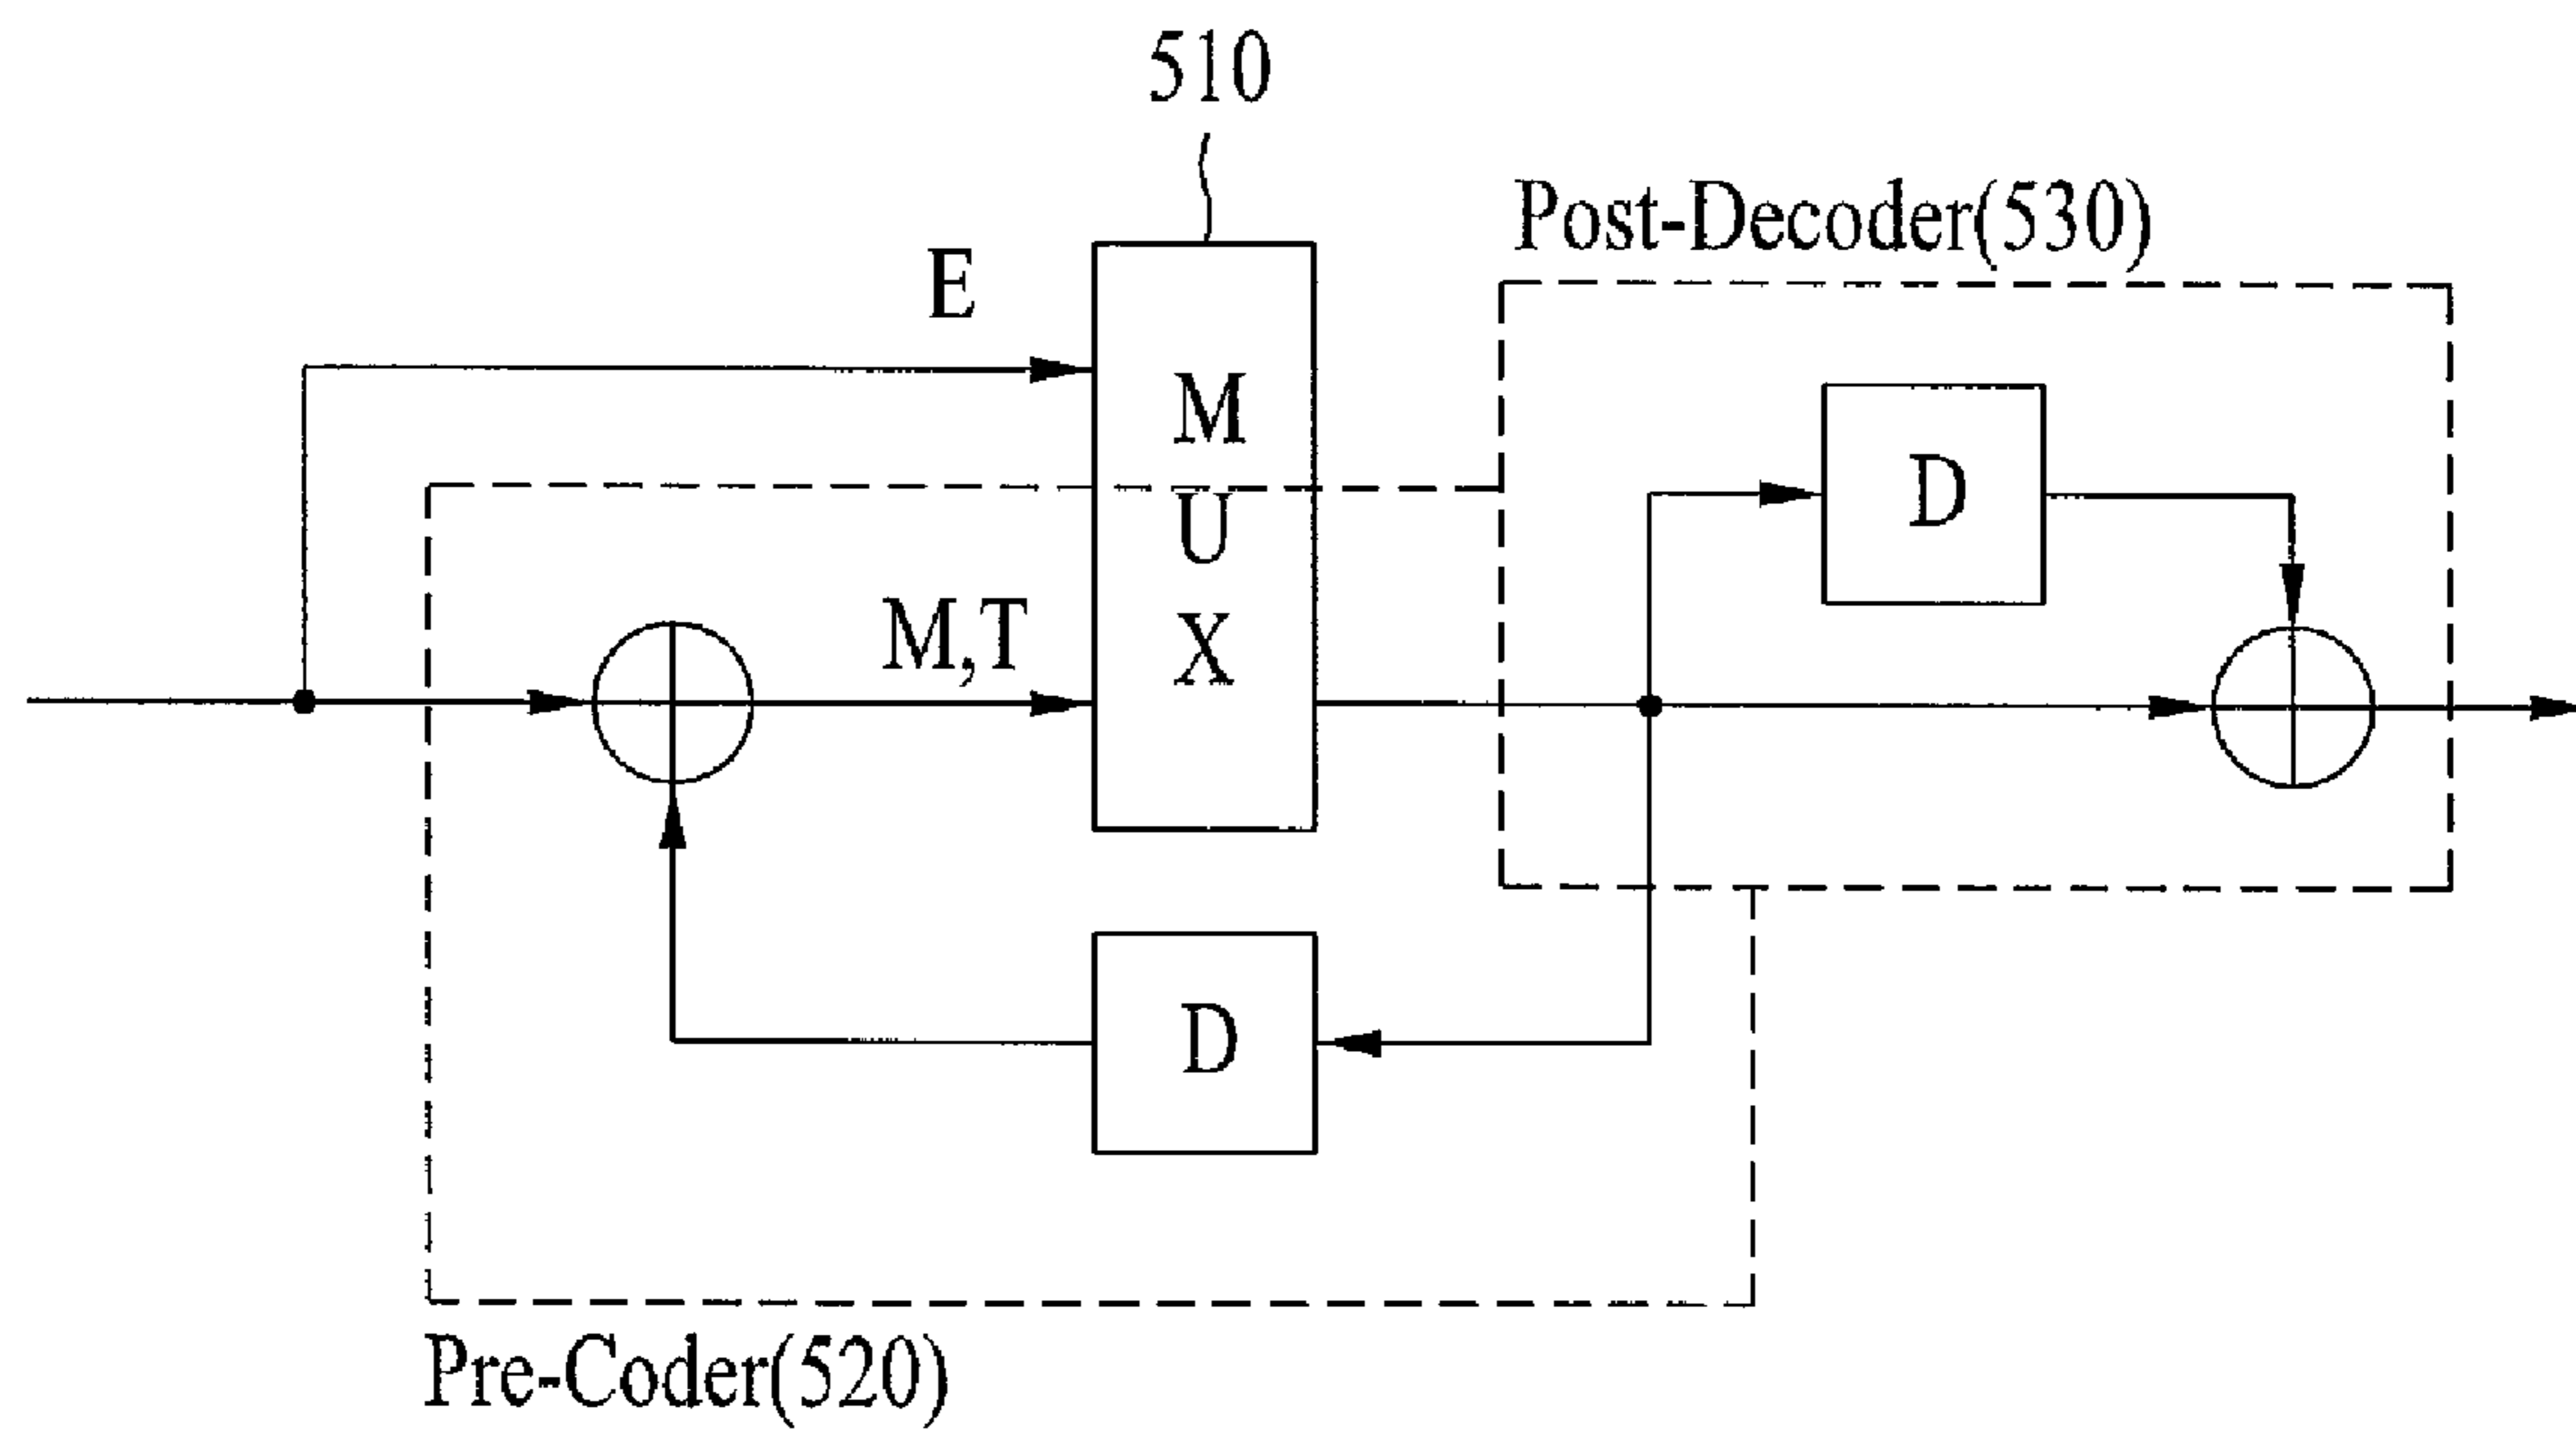 510
Post-Decoder(530)
E
M
U
X
D
M,T
D
Pre-Coder(520)